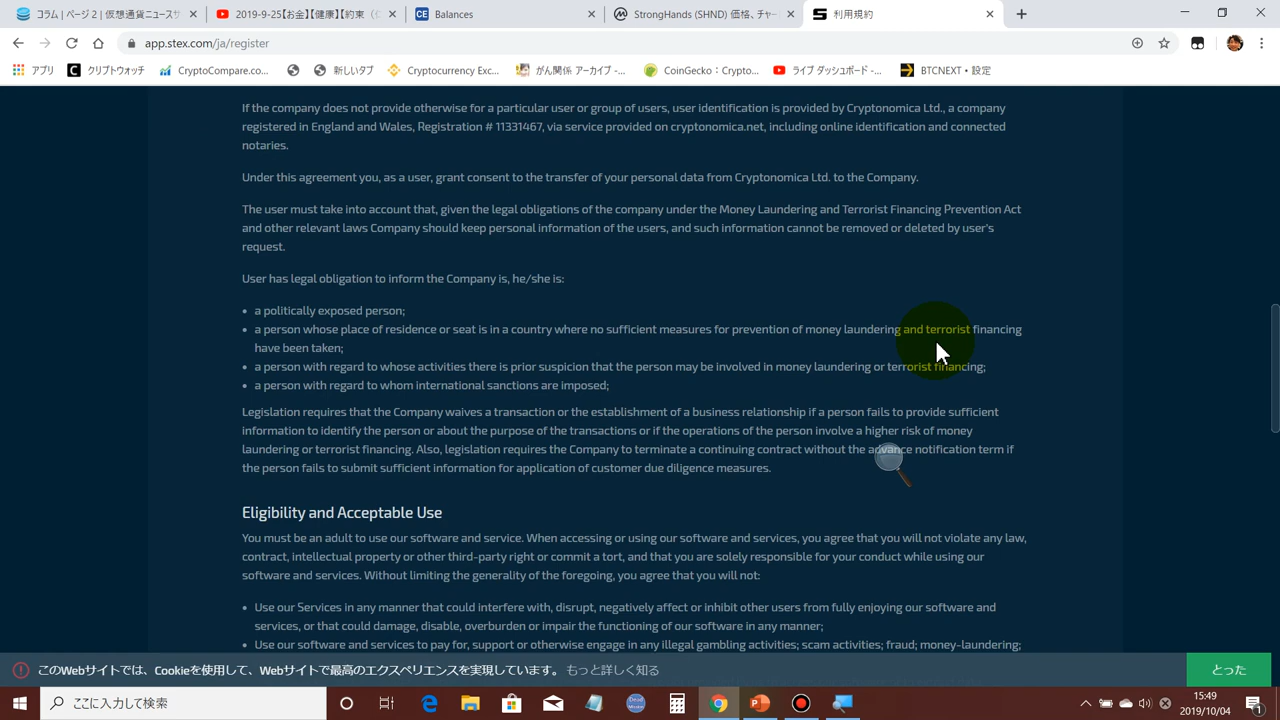 コラム | ページ 2 | 仮想通貨ニュースサ
2019-9-25【お金】【健康】【約束 (
CE Balances
StrongHands (SHND) 価格、チャー
利用規約
app.stex.com/ja/register
アプリ
クリプトウォッチ
CryptoCompare.co...
新しいタブ
Cryptocurrency Exc...
がん関係 アーカイブ -...
CoinGecko：Crypto...
ライブ ダッシュボード -...
BTCNEXT・設定
If the company does not provide otherwise for a particular user or group of users, user identification is provided by Cryptonomica Ltd., a company
registered in England and Wales, Registration # 11331467, via service provided on cryptonomica.net, including online identification and connected
notaries.
Under this agreement you, as a user, grant consent to the transfer of your personal data from Cryptonomica Ltd. to the Company.
The user must take into account that, given the legal obligations of the company under the Money Laundering and Terrorist Financing Prevention Act
and other relevant laws Company should keep personal information of the users, and such information cannot be removed or deleted by user's
request.
User has legal obligation to inform the Company is, he/she is:
• a politically exposed person;
• a person whose place of residence or seat is in a country where no sufficient measures for prevention of money laundering and terrorist financing
have been taken;
• a person with regard to whose activities there is prior suspicion that the person may be involved in money laundering or terrorist financing;
• a person with regard to whom international sanctions are imposed;
Legislation requires that the Company waives a transaction or the establishment of a business relationship if a person fails to provide sufficient
information to identify the person or about the purpose of the transactions or if the operations of the person involve a higher risk of money
laundering or terrorist financing. Also, legislation requires the Company to terminate a continuing contract without the advance notification term if
the person fails to submit sufficient information for application of customer due diligence measures.
Eligibility and Acceptable Use
You must be an adult to use our software and service. When accessing or using our software and services, you agree that you will not violate any law,
contract, intellectual property or other third-party right or commit a tort, and that you are solely responsible for your conduct while using our
software and services. Without limiting the generality of the foregoing, you agree that you will not:
• Use our Services in any manner that could interfere with, disrupt, negatively affect or inhibit other users from fully enjoying our software and
services, or that could damage, disable, overburden or impair the functioning of our software in any manner;
• Use our software and services to pay for, support or otherwise engage in any illegal gambling activities; scam activities; fraud; money-laundering;
このWebサイトでは、Cookieを使用して、Webサイトで最高のエクスペリエンスを実現しています。 もっと詳しく知る
とった
ここに入力して検索
15:49
2019/10/04
1